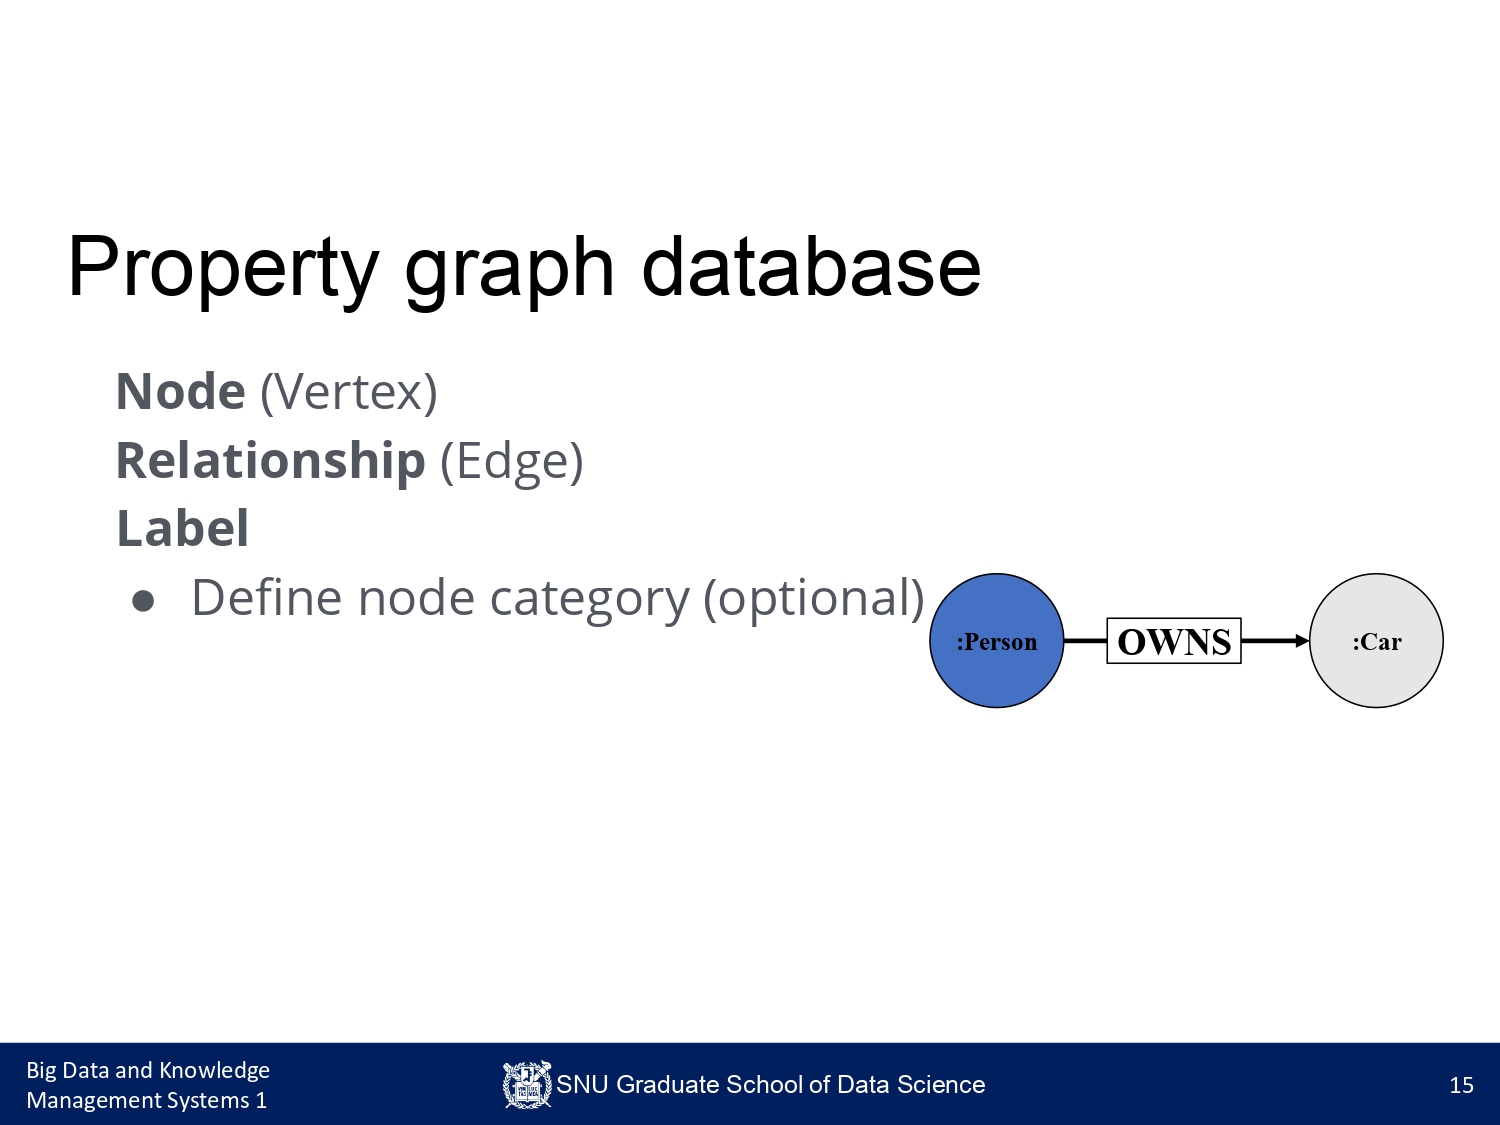 Property graph database
Node (Vertex)
Relationship (Edge)
Label
● Define node category (optional)
:Person
OWNS
:Car
Big Data and Knowledge
Management Systems 1
SNU Graduate School of Data Science
15